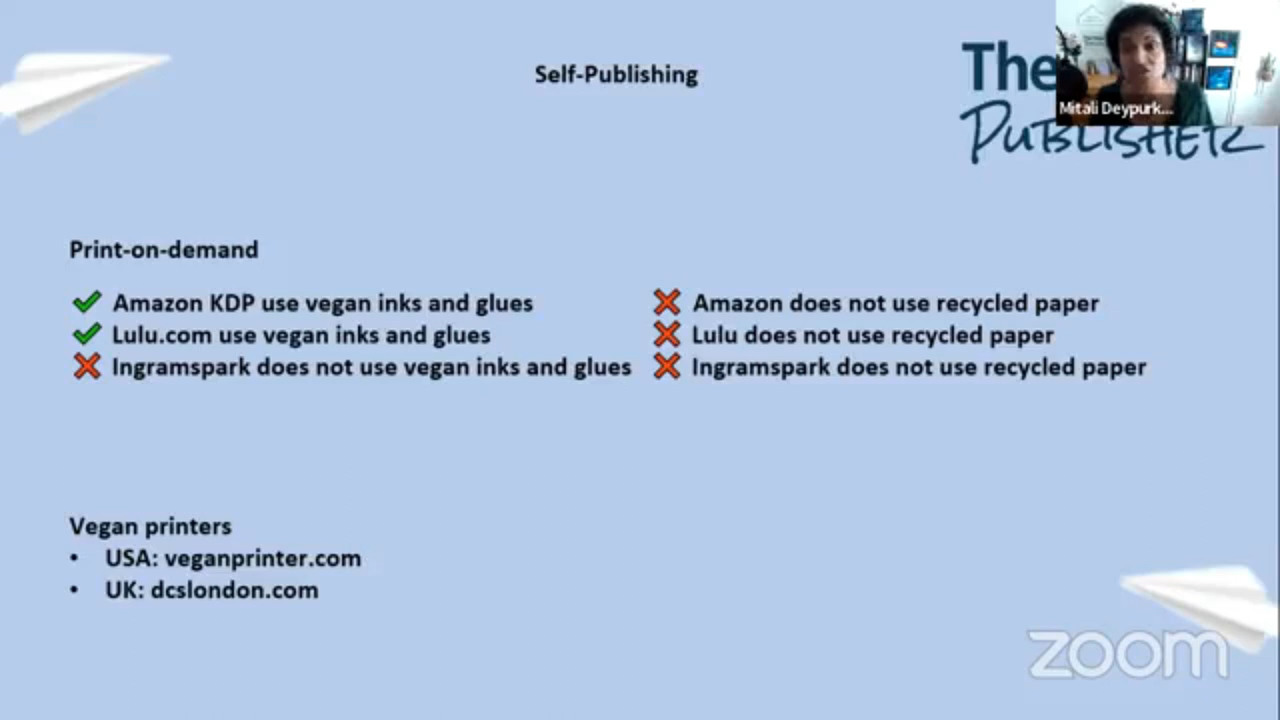 Self-Publishing
The
PUBLISHER
Mitali Deypurk...
Print-on-demand
Amazon KDP use vegan inks and glues
Lulu.com use vegan inks and glues
Ingramspark does not use vegan inks and glues
Amazon does not use recycled paper
Lulu does not use recycled paper
Ingramspark does not use recycled paper
Vegan printers
• USA: veganprinter.com
• UK: dcslondon.com
zoom